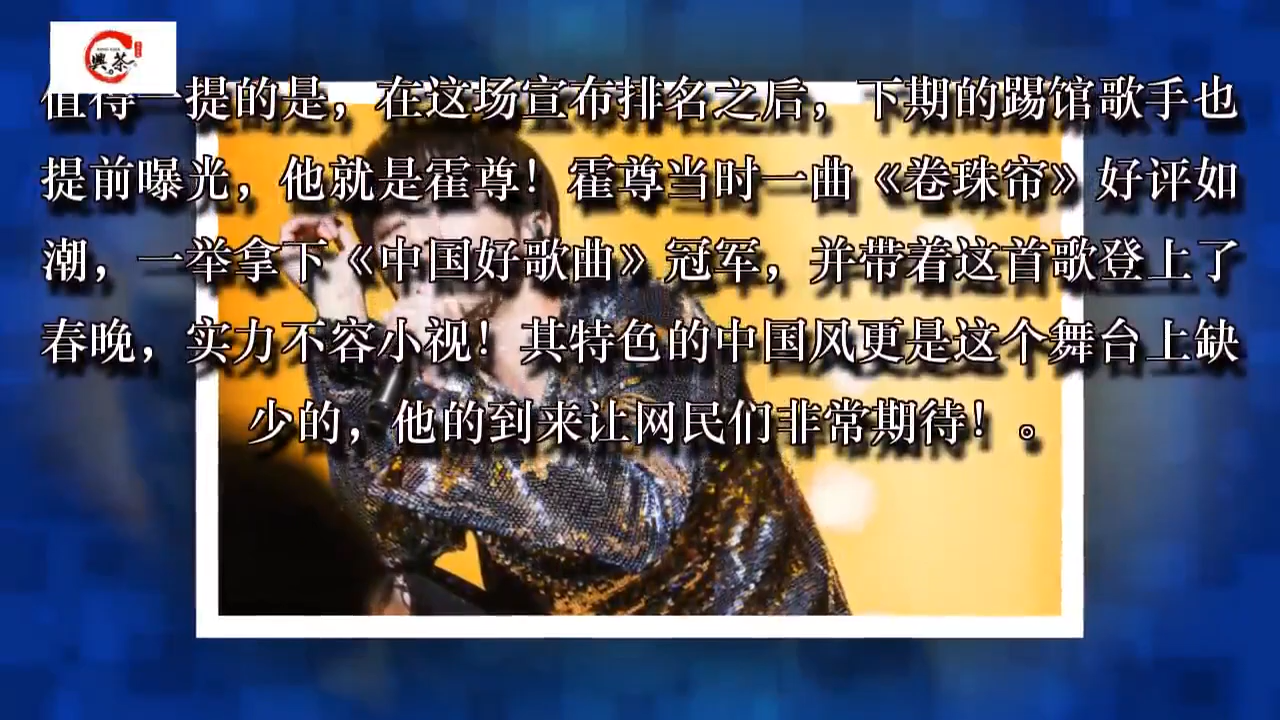 興茶
值得一提的是，在这场宣布排名之后，下期的踢馆歌手也
提前曝光，他就是霍尊！霍尊当时一曲《卷珠帘》好评如
潮，一举拿下《中国好歌曲》冠军，并带着这首歌登上了
春晚，实力不容小视！其特色的中国风更是这个舞台上缺
少的，他的到来让网民们非常期待！。